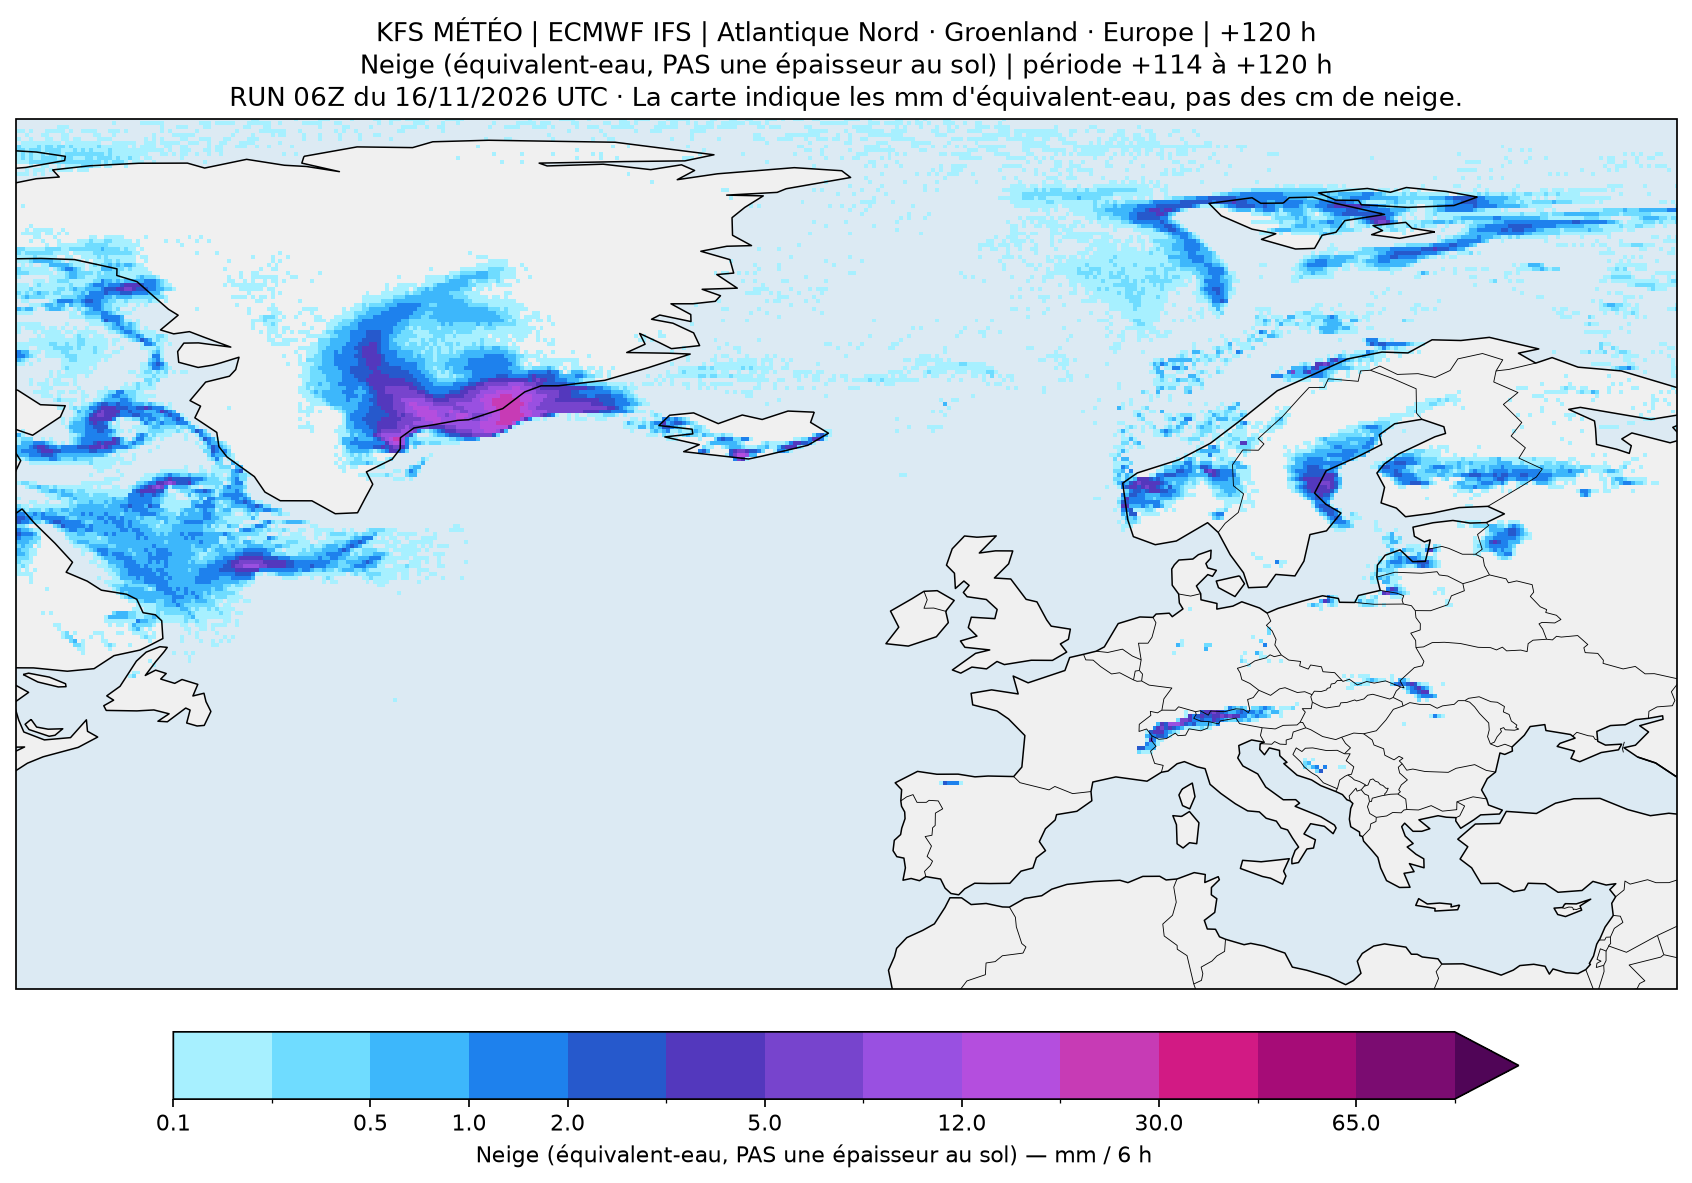 KFS MÉTÉO | ECMWF IFS | Atlantique Nord · Groenland · Europe | +120 h
Neige (équivalent-eau, PAS une épaisseur au sol) | période +114 à +120 h
RUN 06Z du 16/11/2026 UTC · La carte indique les mm d'équivalent-eau, pas des cm de neige.
0.1 0.5 1.0 2.0 5.0 12.0 30.0 65.0
Neige (équivalent-eau, PAS une épaisseur au sol) — mm / 6 h